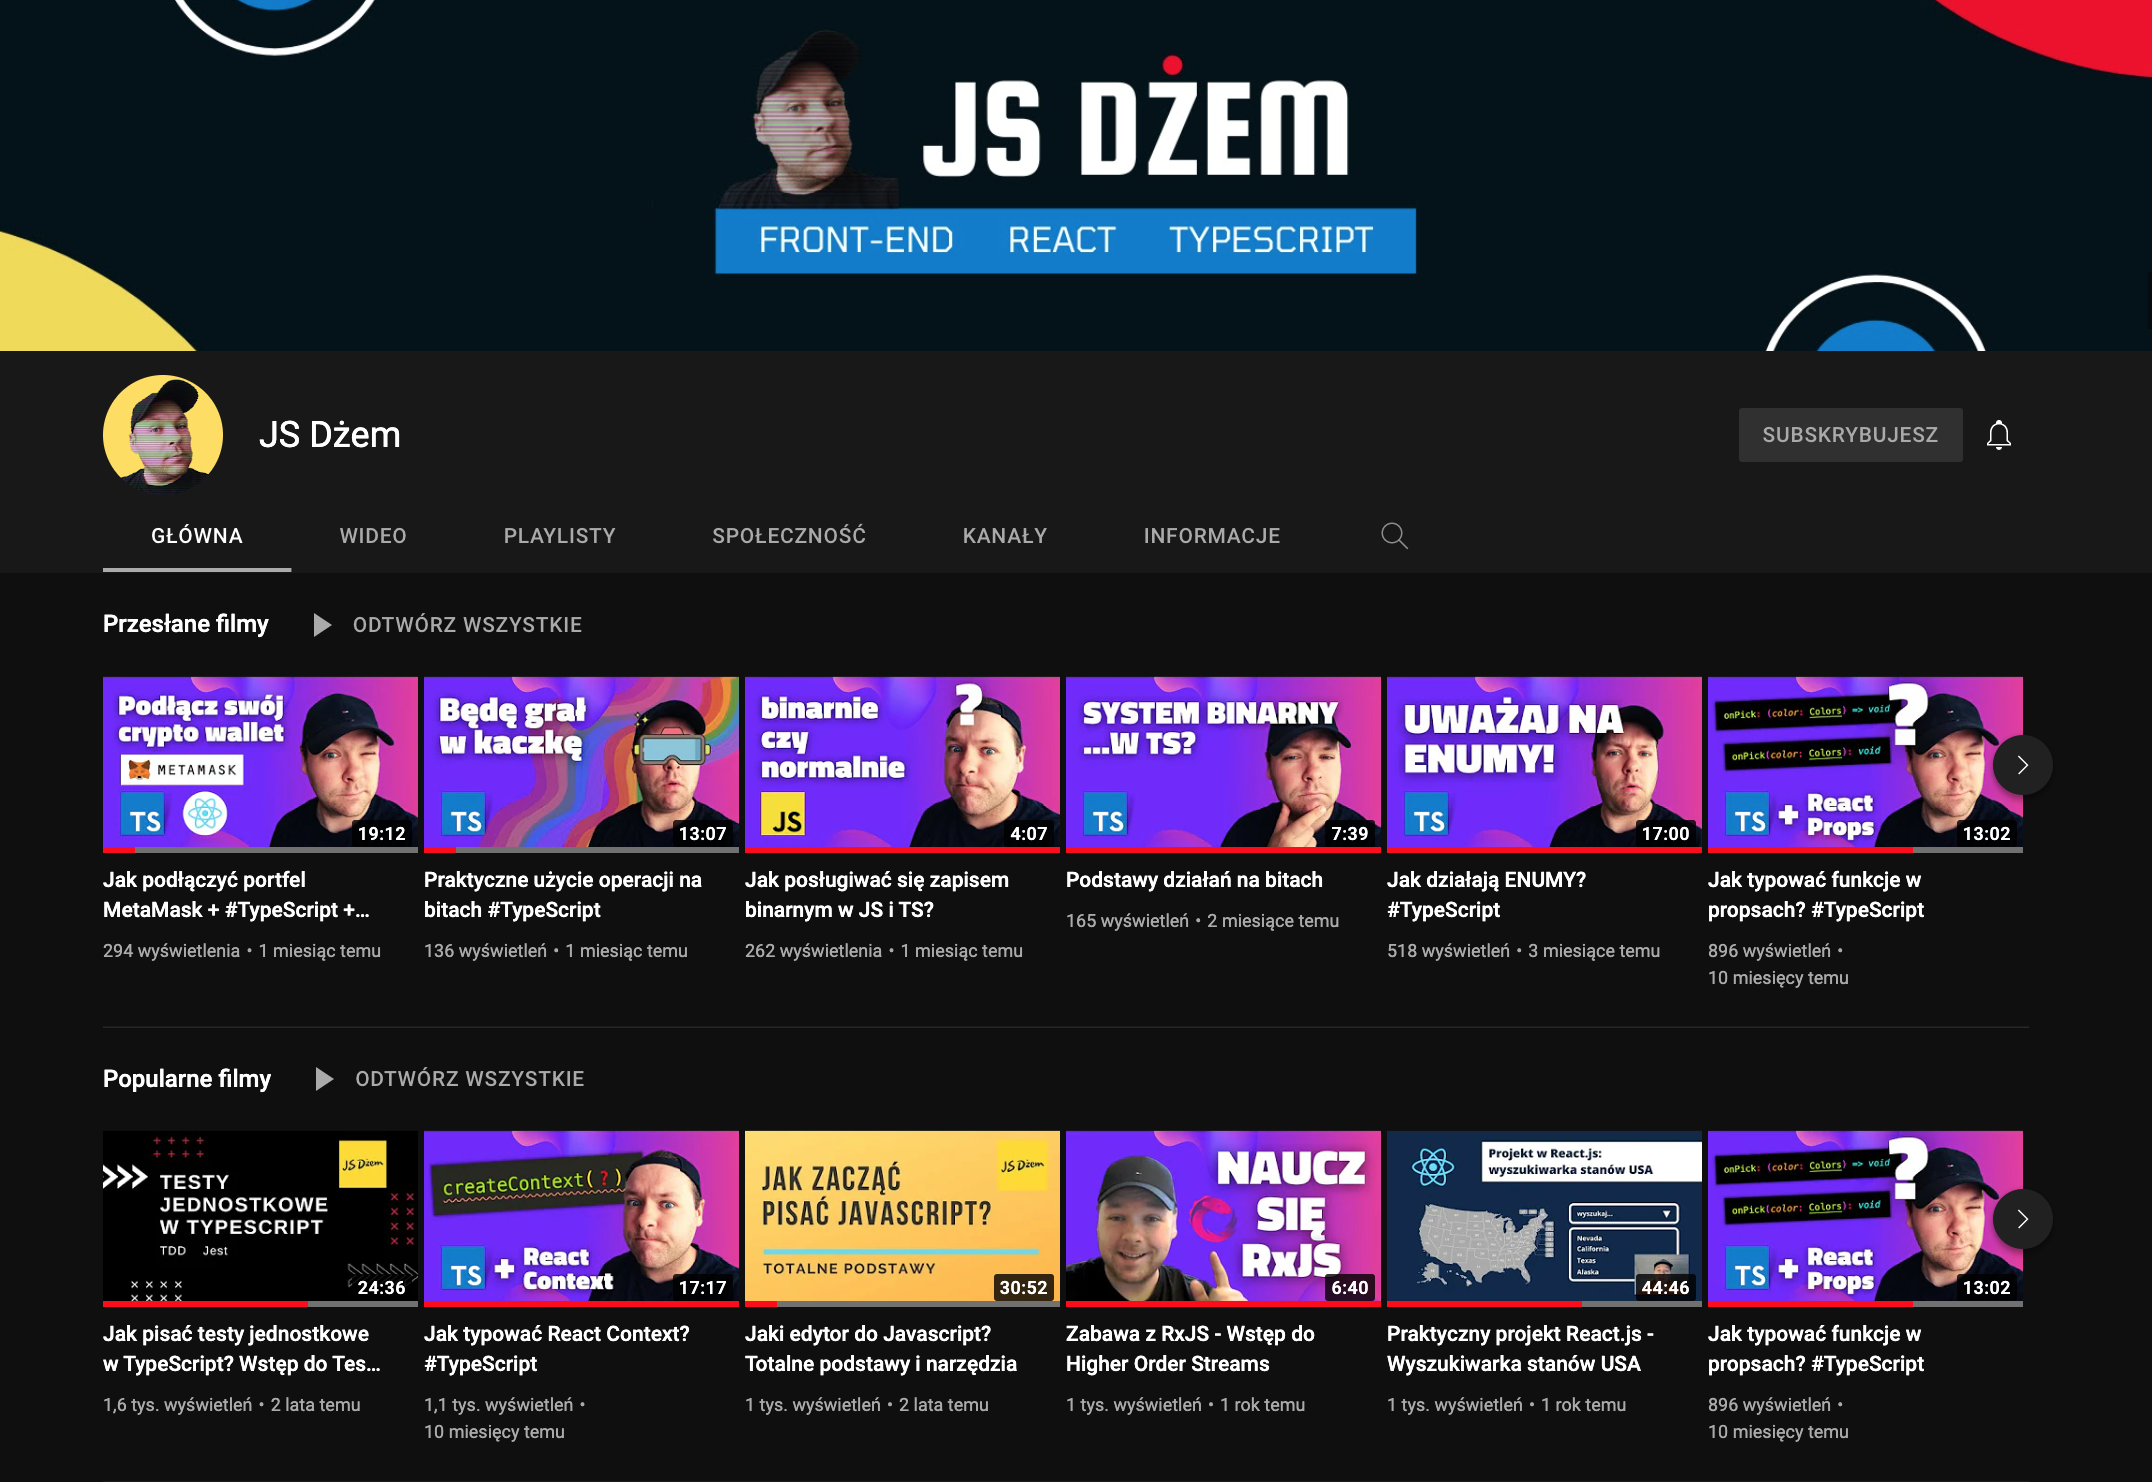 JS DŻEM
FRONT-END REACT TYPESCRIPT
JS Dżem
SUBSKRYBUJESZ
GŁÓWNA WIDEO PLAYLISTY SPOŁECZNOŚĆ KANAŁY INFORMACJE
Przesłane filmy ODTWÓRZ WSZYSTKIE
Podłącz swój
crypto wallet
METAMASK
TS
19:12
Jak podłączyć portfel
MetaMask + #TypeScript +...
294 wyświetlenia • 1 miesiąc temu
Będę grał
w kaczkę
TS
13:07
Praktyczne użycie operacji na
bitach #TypeScript
136 wyświetleń • 1 miesiąc temu
binarnie
czy
normalnie
?
JS
4:07
Jak posługiwać się zapisem
binarnym w JS i TS?
262 wyświetlenia • 1 miesiąc temu
SYSTEM BINARNY
...W TS?
TS
7:39
Podstawy działań na bitach
165 wyświetleń • 2 miesiące temu
UWAŻAJ NA
ENUMY!
TS
17:00
Jak działają ENUMY?
#TypeScript
518 wyświetleń • 3 miesiące temu
onPick: (color: Colors) => void
onPick(color: Colors): void
?
TS + React
Props
13:02
Jak typować funkcje w
propsach? #TypeScript
896 wyświetleń •
10 miesięcy temu
Popularne filmy ODTWÓRZ WSZYSTKIE
JS Dżem
TESTY
JEDNOSTKOWE
W TYPESCRIPT
TDD Jest
24:36
Jak pisać testy jednostkowe
w TypeScript? Wstęp do Tes...
1,6 tys. wyświetleń • 2 lata temu
createContext(?)
TS + React
Context
17:17
Jak typować React Context?
#TypeScript
1,1 tys. wyświetleń •
10 miesięcy temu
JS Dżem
JAK ZACZĄĆ
PISAĆ JAVASCRIPT?
TOTALNE PODSTAWY
30:52
Jaki edytor do Javascript?
Totalne podstawy i narzędzia
1 tys. wyświetleń • 2 lata temu
NAUCZ
SIĘ
RxJS
6:40
Zabawa z RxJS - Wstęp do
Higher Order Streams
1 tys. wyświetleń • 1 rok temu
Projekt w React.js:
wyszukiwarka stanów USA
wyszukaj...
Nevada
California
Texas
Alaska
44:46
Praktyczny projekt React.js -
Wyszukiwarka stanów USA
1 tys. wyświetleń • 1 rok temu
onPick: (color: Colors) => void
onPick(color: Colors): void
?
TS + React
Props
13:02
Jak typować funkcje w
propsach? #TypeScript
896 wyświetleń •
10 miesięcy temu